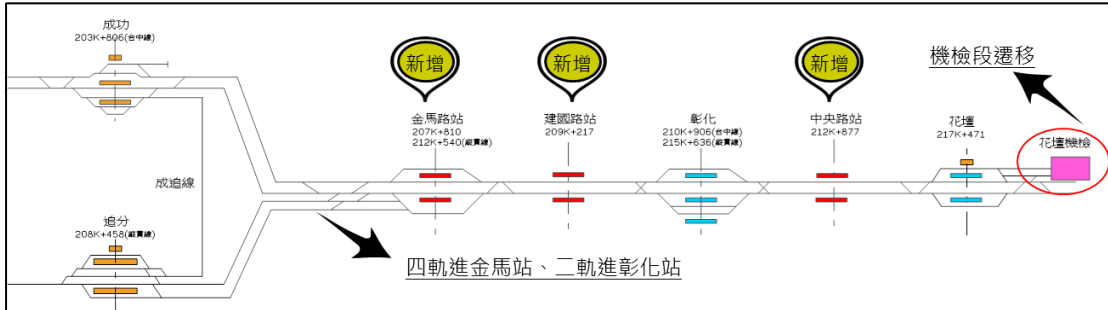 成功
203K+806(台中線)
新增
新增
新增
機檢段遷移
金馬路站
207K+810
212K+540(縱貫線)
建國路站
209K+217
彰化
210K+906(台中線)
215K+636(縱貫線)
中央路站
212K+877
花壇
217K+471
花壇機檢
成追線
追分
208K+458(縱貫線)
四軌進金馬站、二軌進彰化站